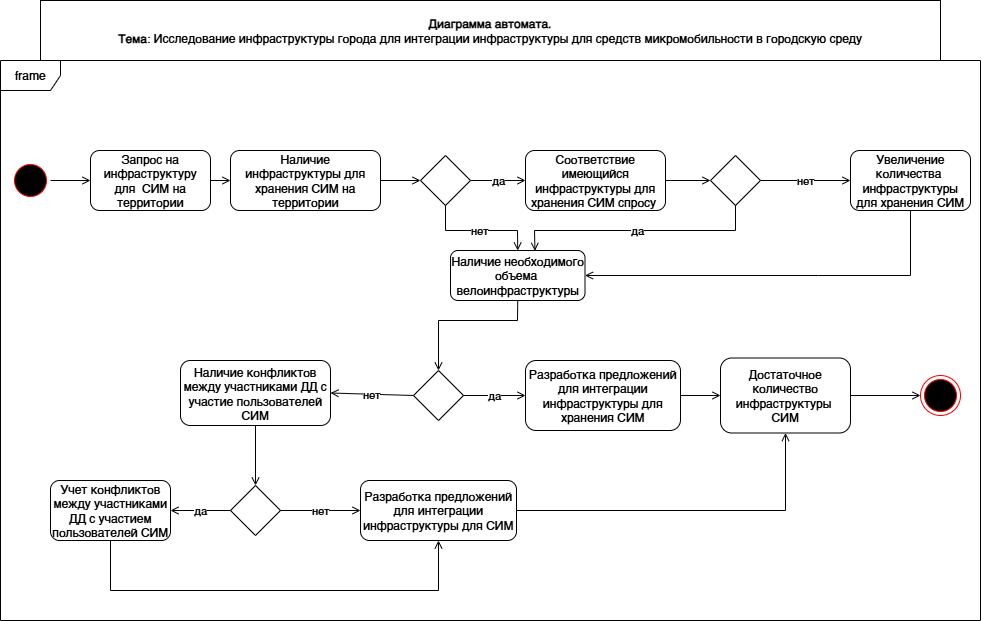 Диаграмма автомата.
Тема: Исследование инфраструктуры города для интеграции инфраструктуры для средств микромобильности в городскую среду
frame
Запрос на
инфраструктуру
для СИМ на
территории
Наличие
инфраструктуры для
хранения СИМ на
территории
да
Соответствие
имеющийся
инфраструктуры для
хранения СИМ спросу
нет
Увеличение
количества
инфраструктуры
для хранения СИМ
нет
да
Наличие необходимого
объема
велоинфраструктуры
Наличие конфликтов
между участниками ДД с
участие пользователей
СИМ
нет
да
Разработка предложений
для интеграции
инфраструктуры для
хранения СИМ
Достаточное
количество
инфраструктуры
СИМ
Учет конфликтов
между участниками
ДД с участием
пользователей СИМ
да
нет
Разработка предложений
для интеграции
инфраструктуры для СИМ